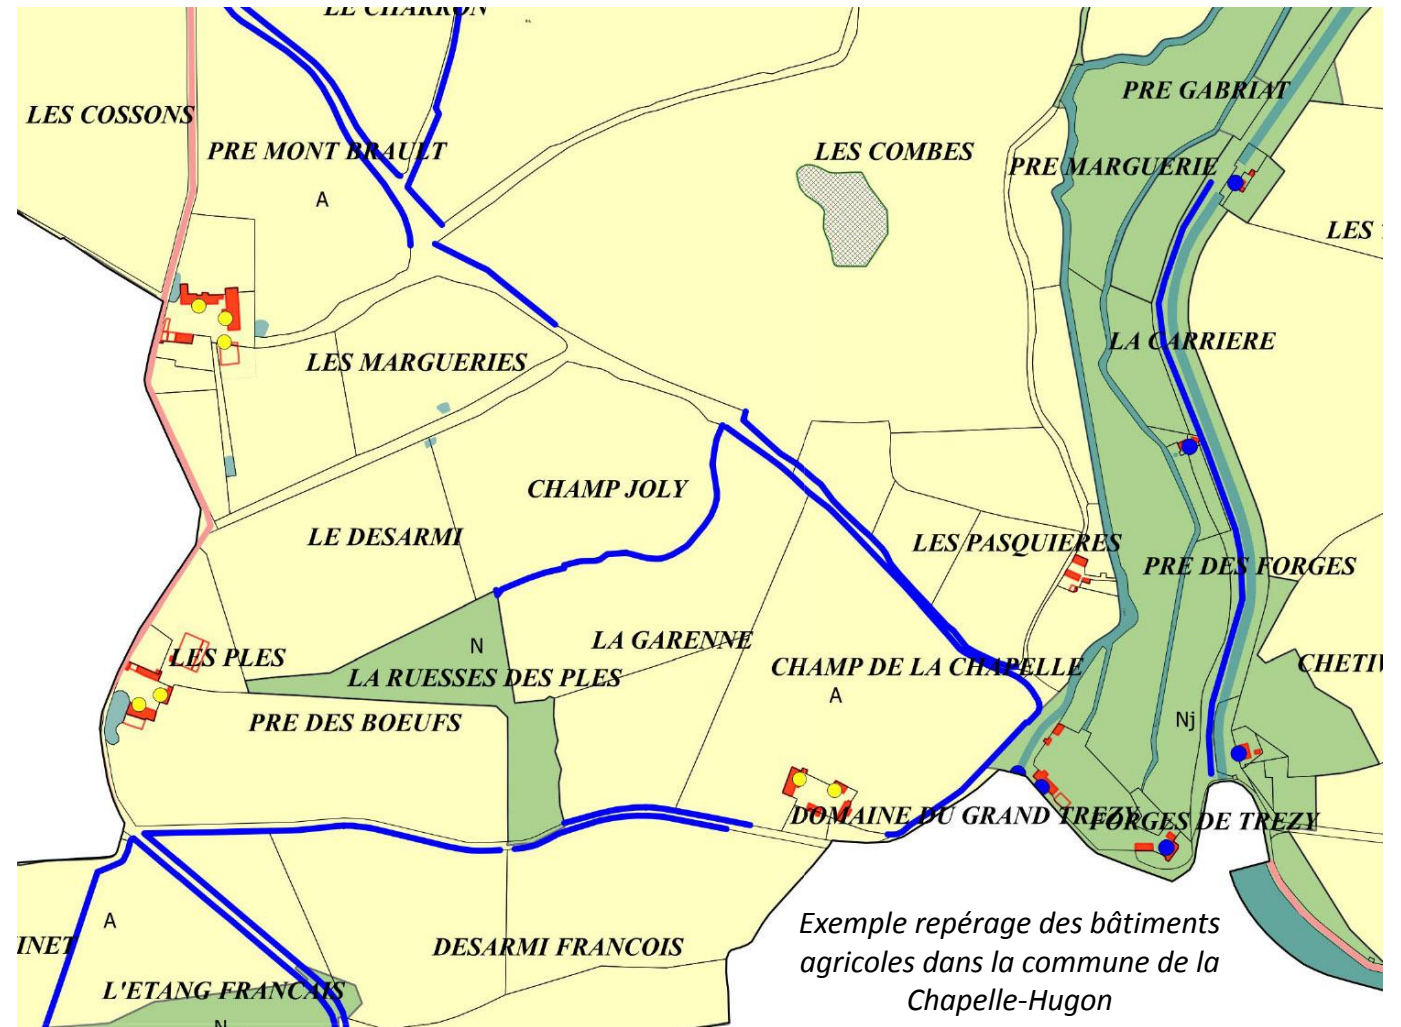 LE CHARRON
PRE GABRIAT
LES COSSONS
PRE MONT BRAULT
LES COMBES
PRE MARGUERIE
A
LES
LA CARRIERE
LES MARGUERIES
CHAMP JOLY
LE DESARMI
LES PASQUIERES
PRE DES FORGES
N
LA GARENNE
LES PLES
LA RUESSES DES PLES
CHAMP DE LA CHAPELLE
A
PRE DES BOEUFS
Nj
DOMAINE DU GRAND TREZY
FORGES DE TREZY
A
DESARMI FRANCOIS
L'ETANG FRANCAIS
N
Exemple repérage des bâtiments
agricoles dans la commune de la
Chapelle-Hugon